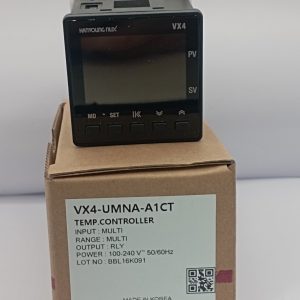 HANYOUNG NUX VX4
PV
SV
MD SET
VX4-UMNA-A1CT
TEMP.CONTROLLER
INPUT : MULTI
RANGE : MULTI
OUTPUT : RLY
POWER : 100-240 V~ 50/60Hz
LOT NO : BBL16K091
MADE IN KOREA